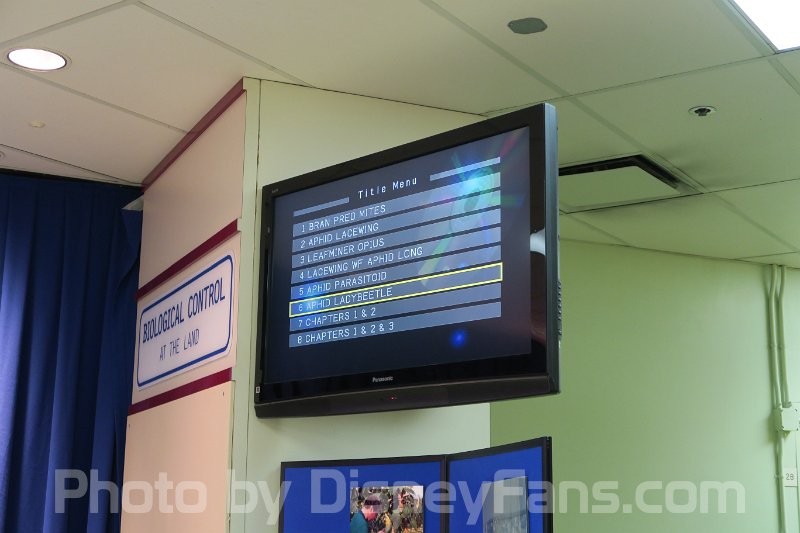 Title Menu
1 BRAN PRED MITES
2 APHID LACEWING
3 LEAFMINER OPIUS
4 LACEWING WF APHID LONG
5 APHID PARASITOID
6 APHID LADYBEETLE
7 CHAPTERS 1 & 2
8 CHAPTERS 1 & 2 & 3
Panasonic
BIOLOGICAL CONTROL
AT THE LAND
28
Photo by DisneyFans.com